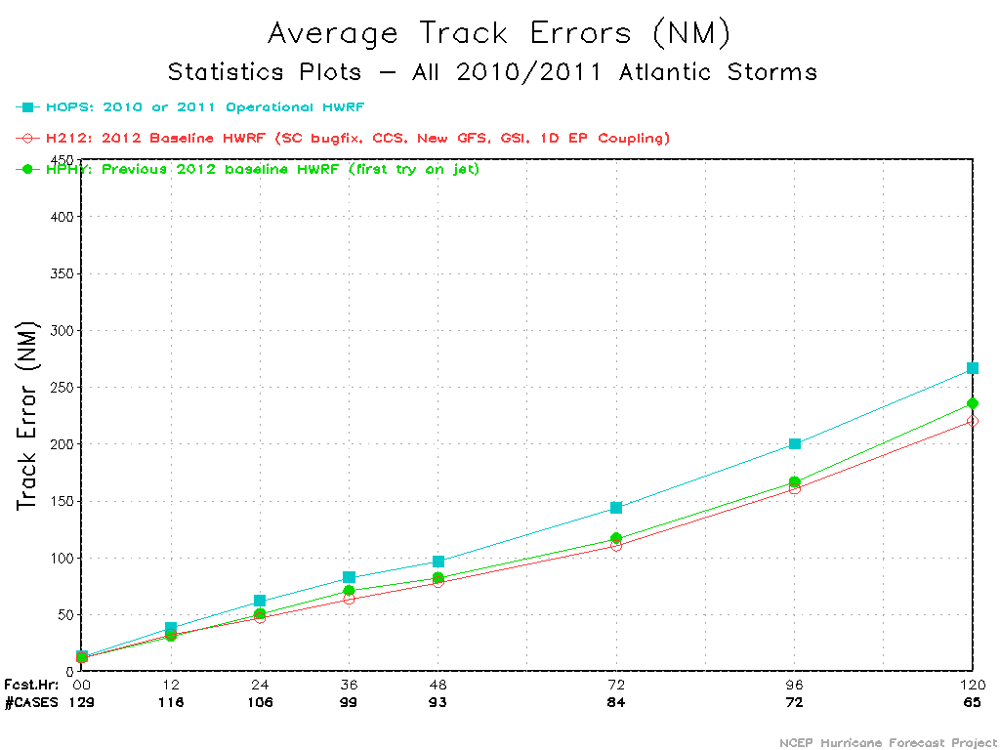 Average Track Errors (NM)
Statistics Plots – All 2010/2011 Atlantic Storms
HOPS: 2010 or 2011 Operational HWRF
H212: 2012 Baseline HWRF (SC bugfix, CCS, New GFS, GSI, 1D EP Coupling)
HPHY: Previous 2012 baseline HWRF (first try on jet)
450
400
350
300
250
200
150
100
50
0
Track Error (NM)
Fcst.Hr: 00 12 24 36 48 72 96 120
#CASES 129 116 106 99 93 84 72 65
NCEP Hurricane Forecast Project